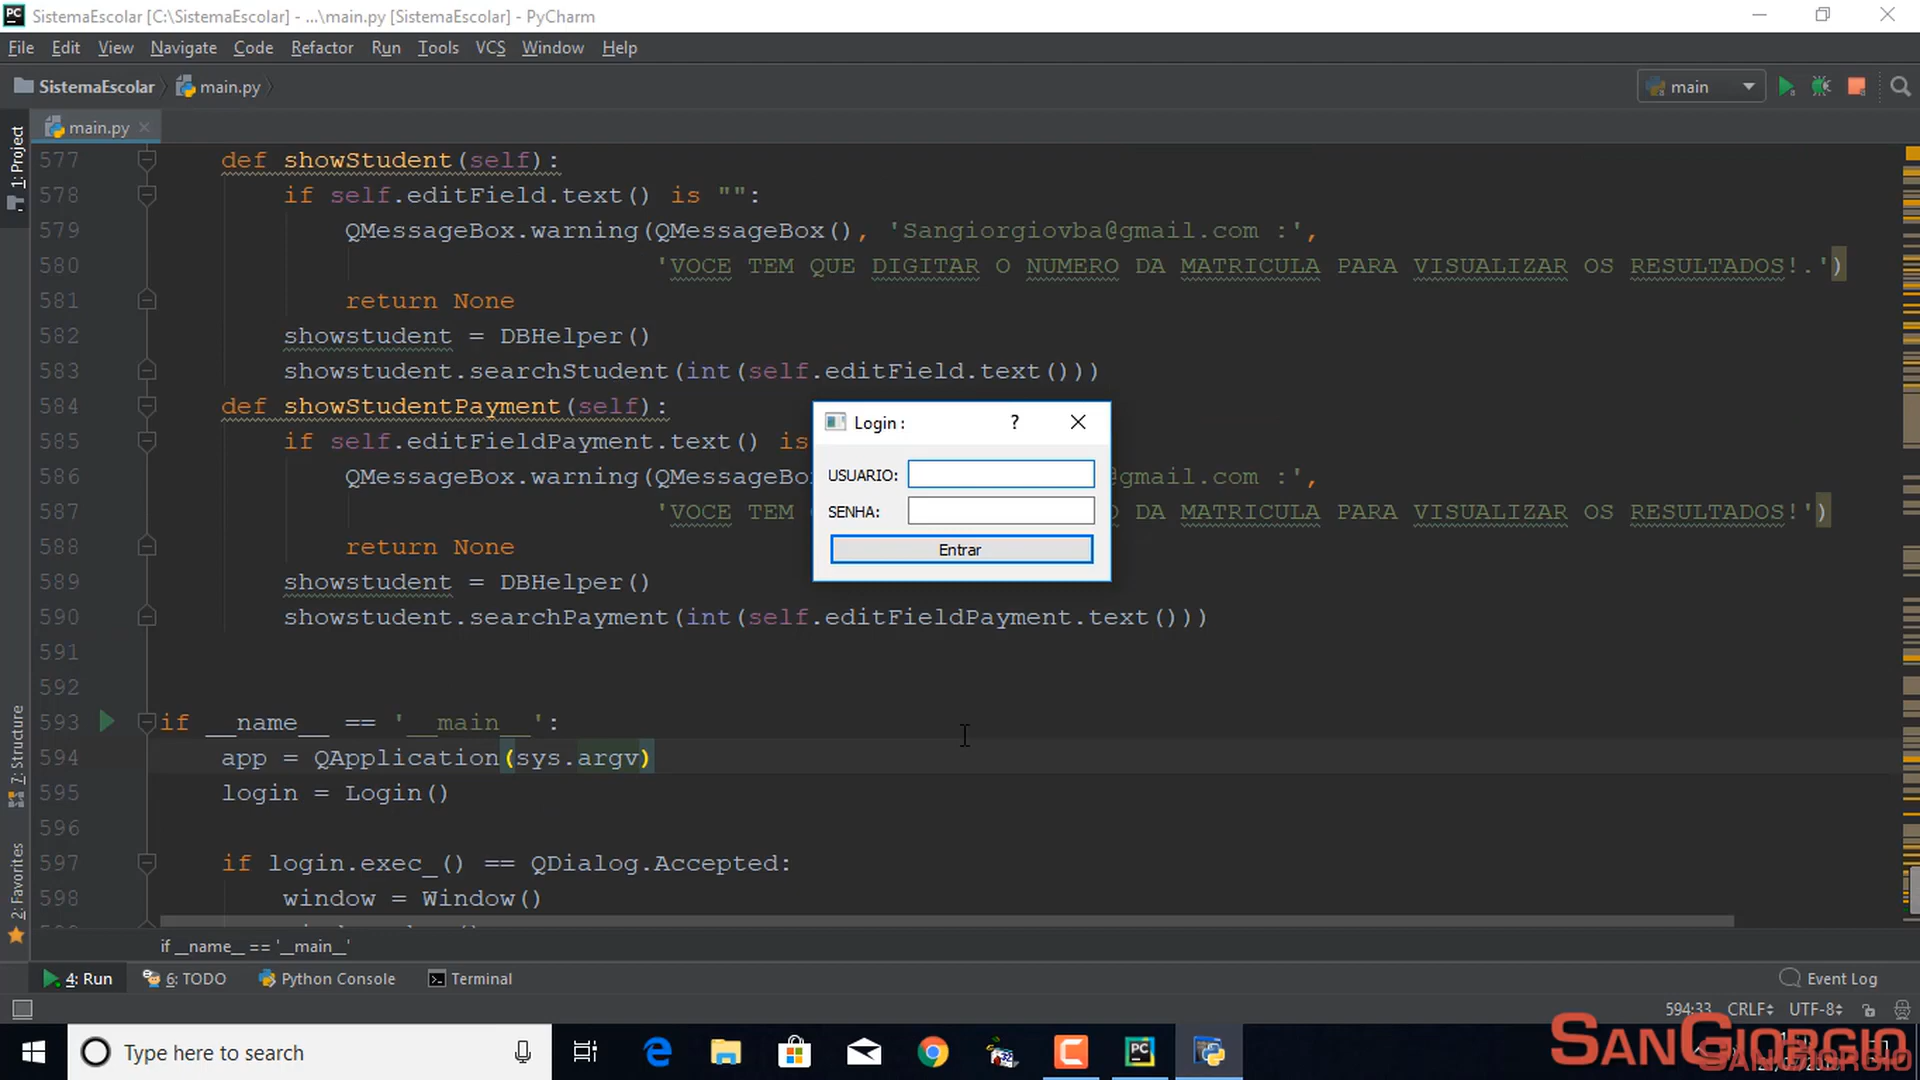 SistemaEscolar [C:\SistemaEscolar] - ...\main.py [SistemaEscolar] - PyCharm
File Edit View Navigate Code Refactor Run Tools VCS Window Help
SistemaEscolar main.py main
main.py
1: Project
7: Structure
2: Favorites
577 def showStudent(self):
578 if self.editField.text() is "":
579 QMessageBox.warning(QMessageBox(), 'Sangiorgiovba@gmail.com :',
580 'VOCE TEM QUE DIGITAR O NUMERO DA MATRICULA PARA VISUALIZAR OS RESULTADOS!.')
581 return None
582 showstudent = DBHelper()
583 showstudent.searchStudent(int(self.editField.text()))
584 def showStudentPayment(self):
585 if self.editFieldPayment.text() is
586 QMessageBox.warning(QMessageBo @gmail.com :',
587 'VOCE TEM DA MATRICULA PARA VISUALIZAR OS RESULTADOS!')
588 return None
589 showstudent = DBHelper()
590 showstudent.searchPayment(int(self.editFieldPayment.text()))
591
592
593 if __name__ == '__main__':
594 app = QApplication(sys.argv)
595 login = Login()
596
597 if login.exec_() == QDialog.Accepted:
598 window = Window()
Login : ?
USUARIO:
SENHA:
Entrar
if __name__ == '__main__'
4: Run 6: TODO Python Console Terminal Event Log
594:33 CRLF UTF-8
Type here to search
SANGIORGIO